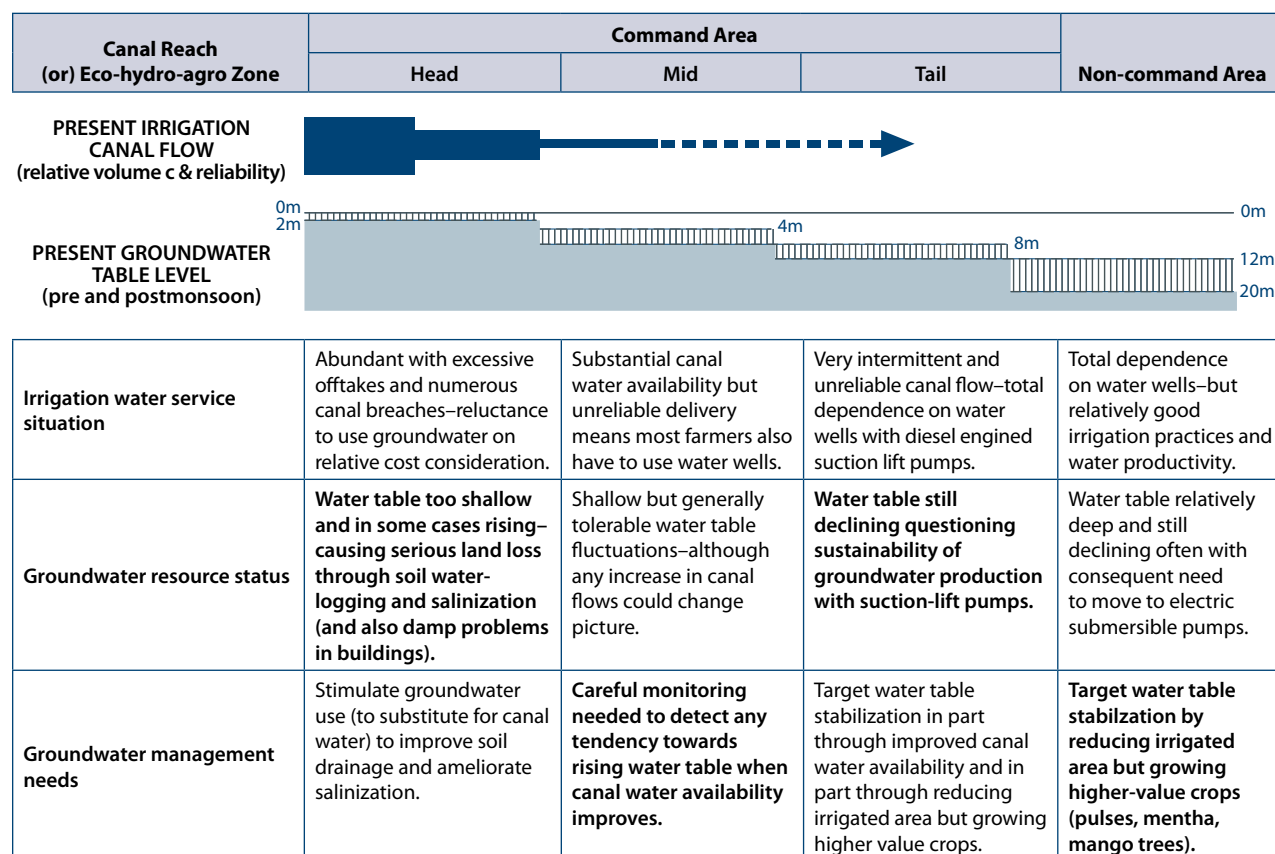 Canal Reach
(or) Eco-hydro-agro Zone
Command Area
Head
Mid
Tail
Non-command Area
PRESENT IRRIGATION
CANAL FLOW
(relative volume c & reliability)
0m
2m
4m
8m
0m
12m
20m
PRESENT GROUNDWATER
TABLE LEVEL
(pre and postmonsoon)
Irrigation water service
situation
Abundant with excessive
offtakes and numerous
canal breaches–reluctance
to use groundwater on
relative cost consideration.
Substantial canal
water availability but
unreliable delivery
means most farmers also
have to use water wells.
Very intermittent and
unreliable canal flow–total
dependence on water
wells with diesel engined
suction lift pumps.
Total dependence
on water wells–but
relatively good
irrigation practices and
water productivity.
Groundwater resource status
Water table too shallow
and in some cases rising–
causing serious land loss
through soil water-
logging and salinization
(and also damp problems
in buildings).
Shallow but generally
tolerable water table
fluctuations–although
any increase in canal
flows could change
picture.
Water table still
declining questioning
sustainability of
groundwater production
with suction-lift pumps.
Water table relatively
deep and still
declining often with
consequent need
to move to electric
submersible pumps.
Groundwater management
needs
Stimulate groundwater
use (to substitute for canal
water) to improve soil
drainage and ameliorate
salinization.
Careful monitoring
needed to detect any
tendency towards
rising water table when
canal water availability
improves.
Target water table
stabilization in part
through improved canal
water availability and in
part through reducing
irrigated area but growing
higher value crops.
Target water table
stabilzation by
reducing irrigated
area but growing
higher-value crops
(pulses, mentha,
mango trees).